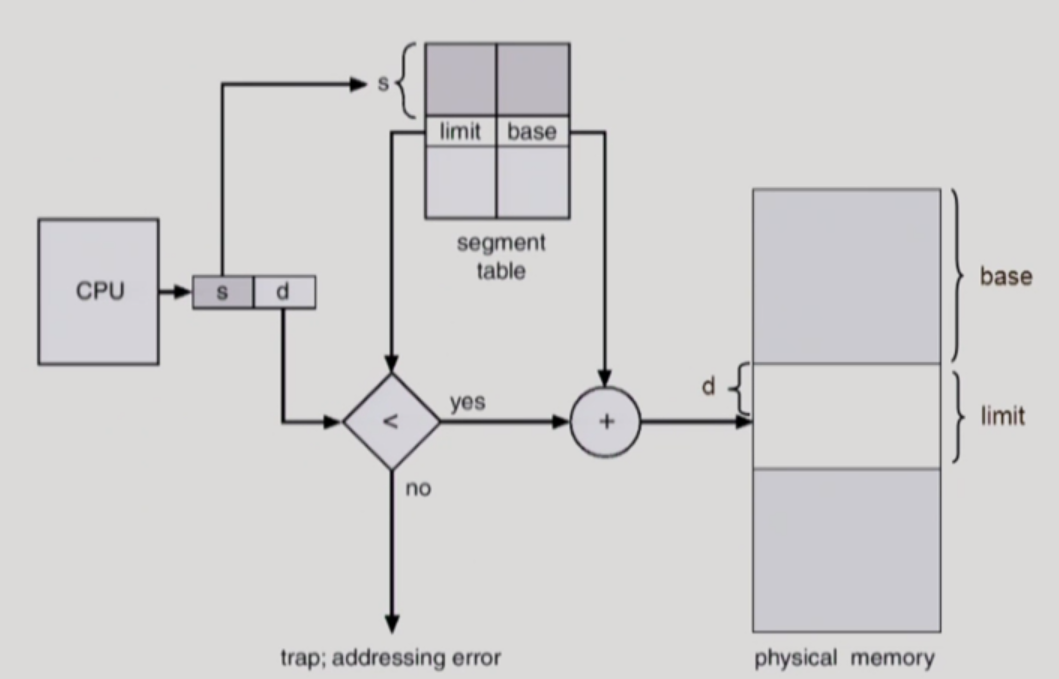 s
limit base
segment
table
CPU
s d
base
<
yes
+
d
limit
no
trap; addressing error
physical memory